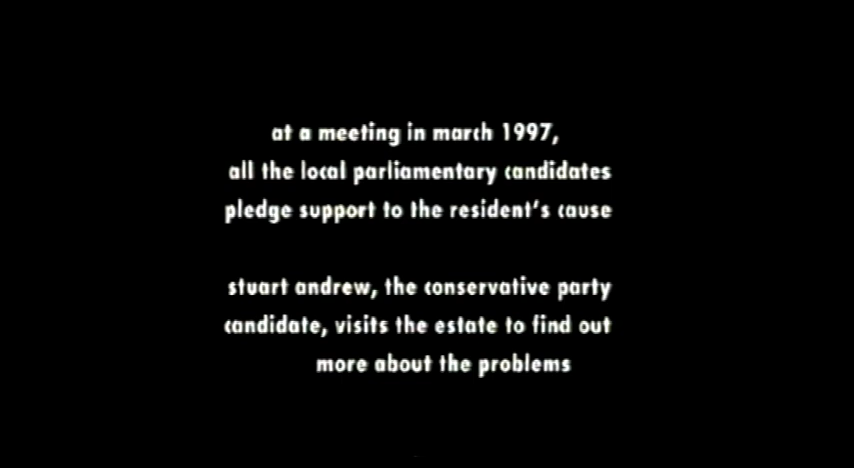 at a meeting in march 1997,
all the local parliamentary candidates
pledge support to the resident's cause
stuart andrew, the conservative party
candidate, visits the estate to find out
more about the problems